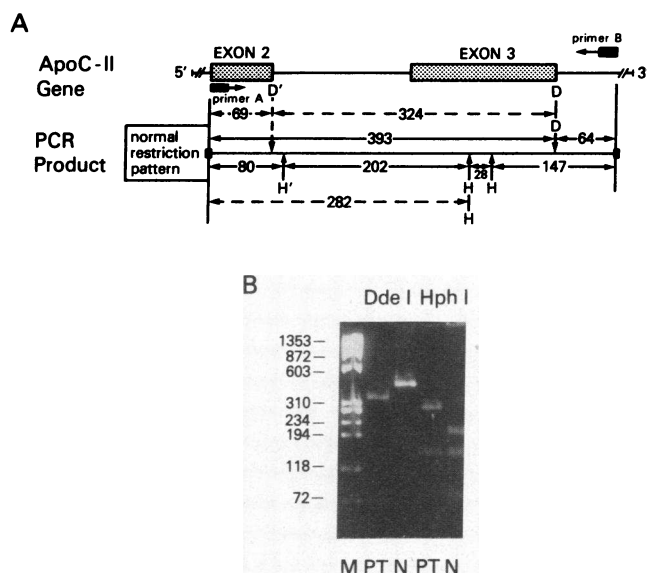 A
primer B
EXON 2
EXON 3
ApoC-II
Gene
5'
3
primer A
D'
D
69
324
D
PCR
Product
normal
restriction
pattern
393
64
80
202
28
147
H'
H
H
282
H
B
Dde I Hph I
1353
872
603
310
234
194
118
72
M PT N PT N